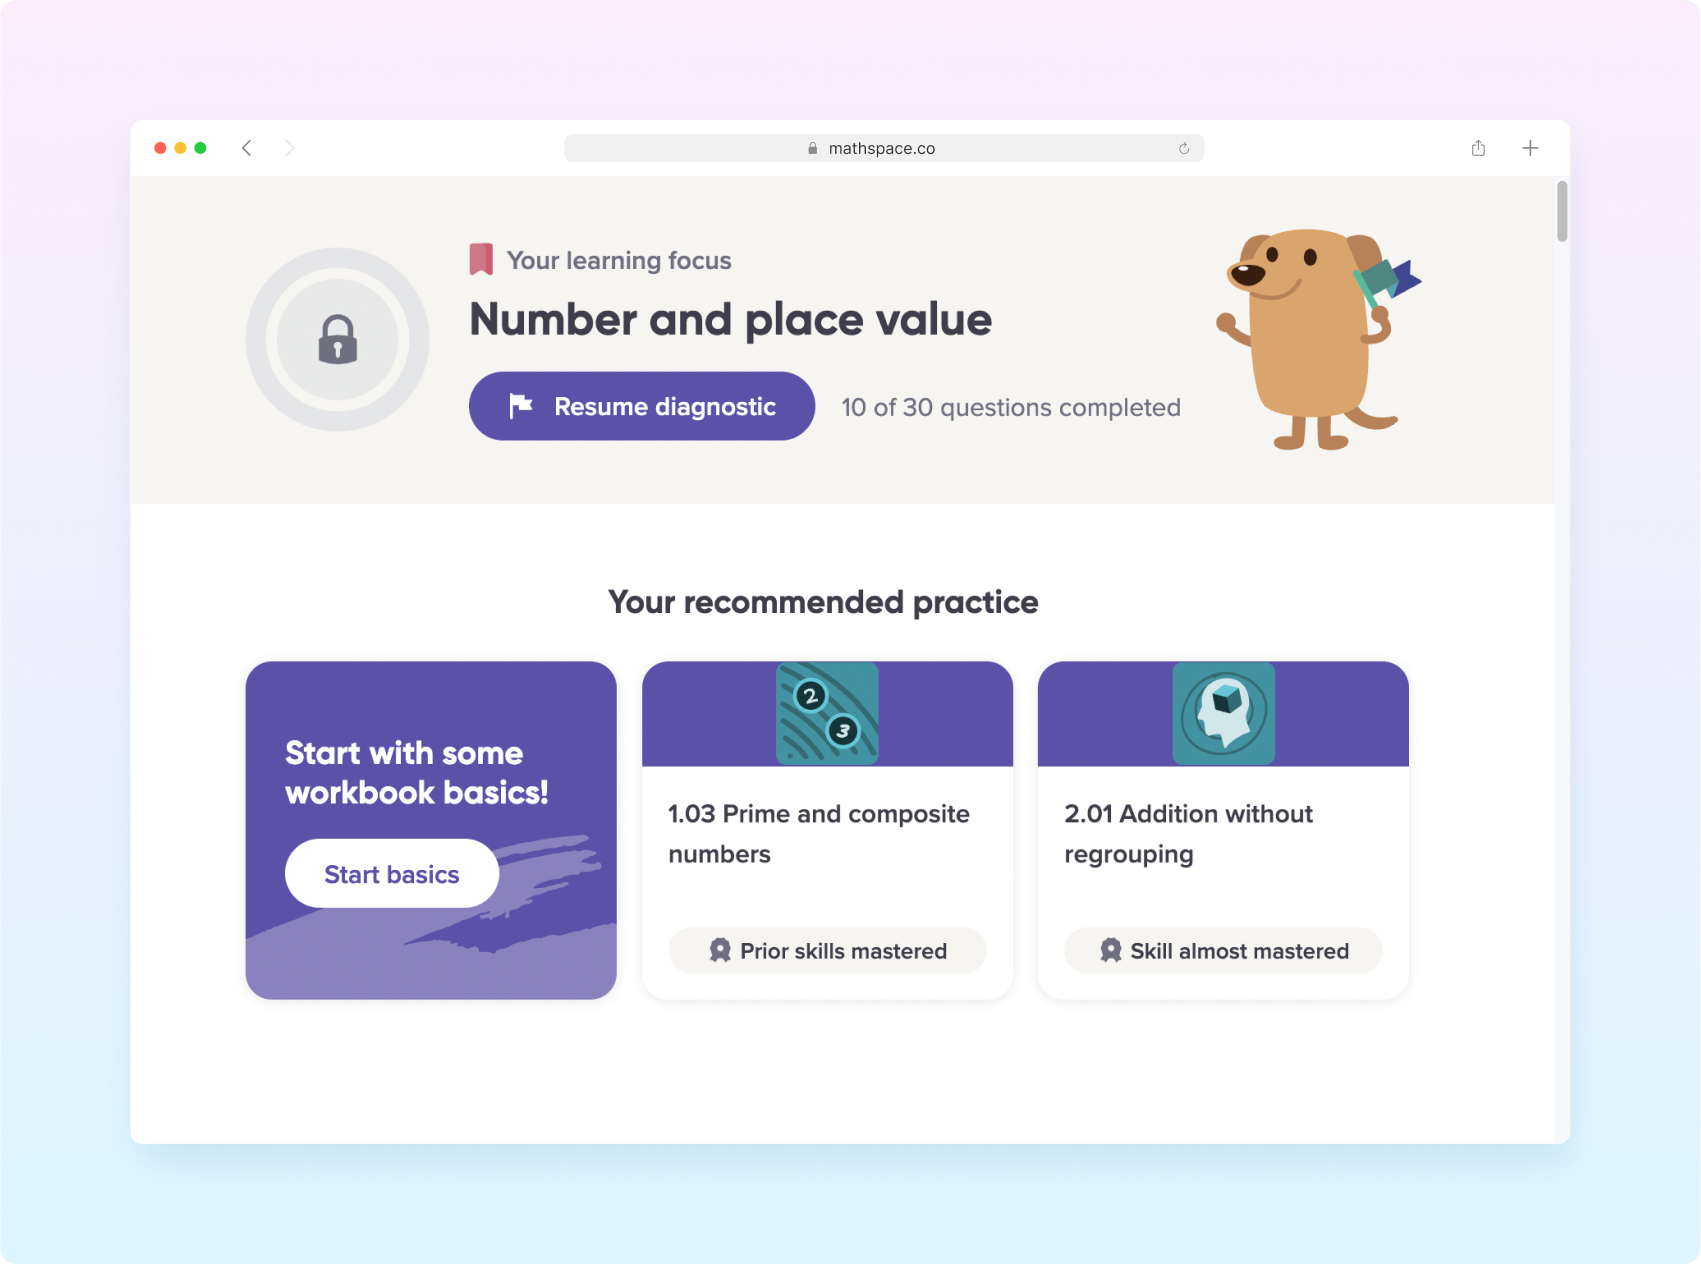 mathspace.co
Your learning focus
Number and place value
Resume diagnostic
10 of 30 questions completed
Your recommended practice
Start with some
workbook basics!
Start basics
2
3
1.03 Prime and composite
numbers
Prior skills mastered
2.01 Addition without
regrouping
Skill almost mastered